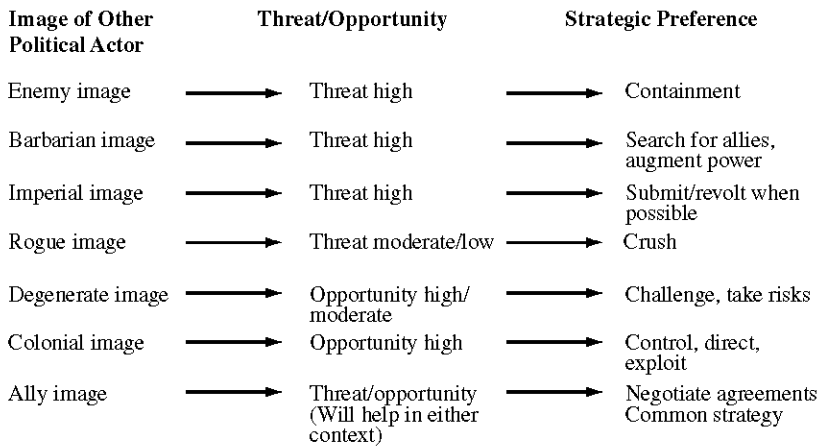 Image of Other Threat/Opportunity Strategic Preference
Political Actor
Enemy image Threat high Containment
Barbarian image Threat high Search for allies,
augment power
Imperial image Threat high Submit/revolt when
possible
Rogue image Threat moderate/low Crush
Degenerate image Opportunity high/ Challenge, take risks
moderate
Colonial image Opportunity high Control, direct,
exploit
Ally image Threat/opportunity Negotiate agreements
(Will help in either Common strategy
context)